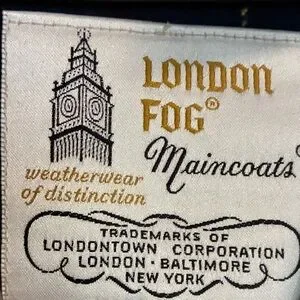 LONDON
FOG®
Maincoats®
weatherwear
of distinction
TRADEMARKS OF
LONDONTOWN CORPORATION
LONDON · BALTIMORE
NEW YORK